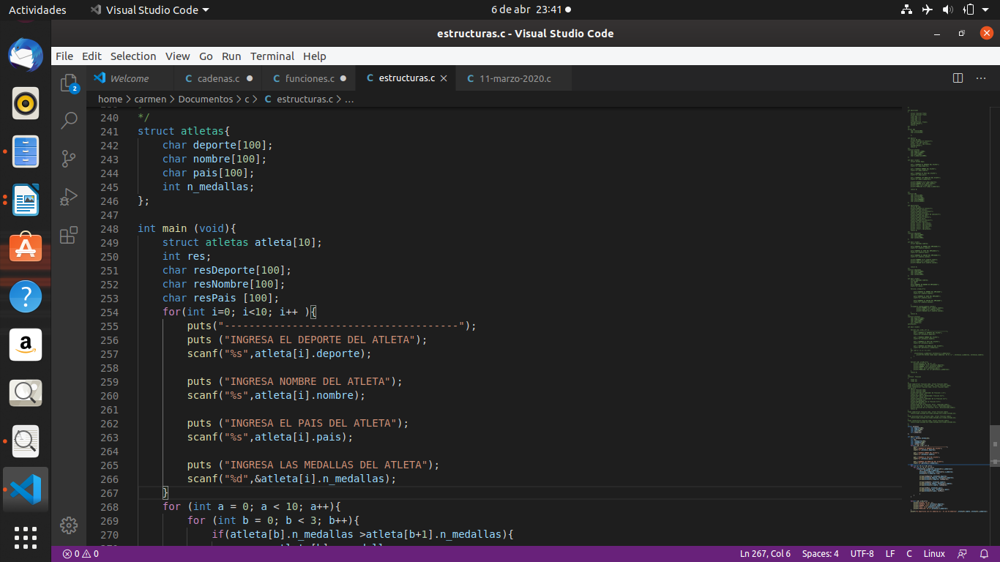 Actividades Visual Studio Code 6 de abr 23:41
estructuras.c - Visual Studio Code
File Edit Selection View Go Run Terminal Help
Welcome cadenas.c funciones.c estructuras.c 11-marzo-2020.c
home > carmen > Documentos > c > C estructuras.c > ...
2
240 */
241 struct atletas{
242 char deporte[100];
243 char nombre[100];
244 char pais[100];
245 int n_medallas;
246 };
247
248 int main (void){
249 struct atletas atleta[10];
250 int res;
251 char resDeporte[100];
252 char resNombre[100];
253 char resPais [100];
254 for(int i=0; i<10; i++ ){
255 puts("--------------------------------------");
256 puts ("INGRESA EL DEPORTE DEL ATLETA");
257 scanf("%s",atleta[i].deporte);
258
259 puts ("INGRESA NOMBRE DEL ATLETA");
260 scanf("%s",atleta[i].nombre);
261
262 puts ("INGRESA EL PAIS DEL ATLETA");
263 scanf("%s",atleta[i].pais);
264
265 puts ("INGRESA LAS MEDALLAS DEL ATLETA");
266 scanf("%d",&atleta[i].n_medallas);
267 }
268 for (int a = 0; a < 10; a++){
269 for (int b = 0; b < 3; b++){
270 if(atleta[b].n_medallas >atleta[b+1].n_medallas){
0 0 Ln 267, Col 6 Spaces: 4 UTF-8 LF C Linux